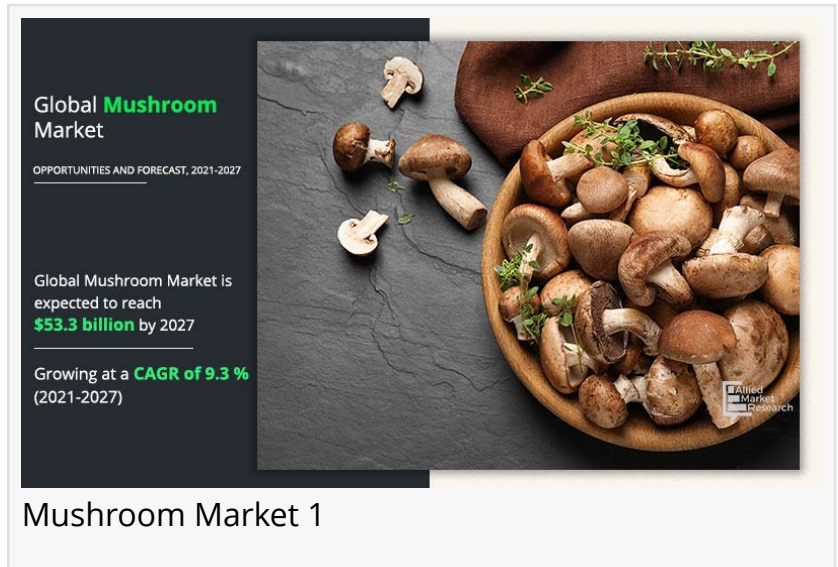 Global Mushroom
Market
OPPORTUNITIES AND FORECAST, 2021-2027
Global Mushroom Market is
expected to reach
$53.3 billion by 2027
Growing at a CAGR of 9.3 %
(2021-2027)
Allied
Market
Research
Mushroom Market 1